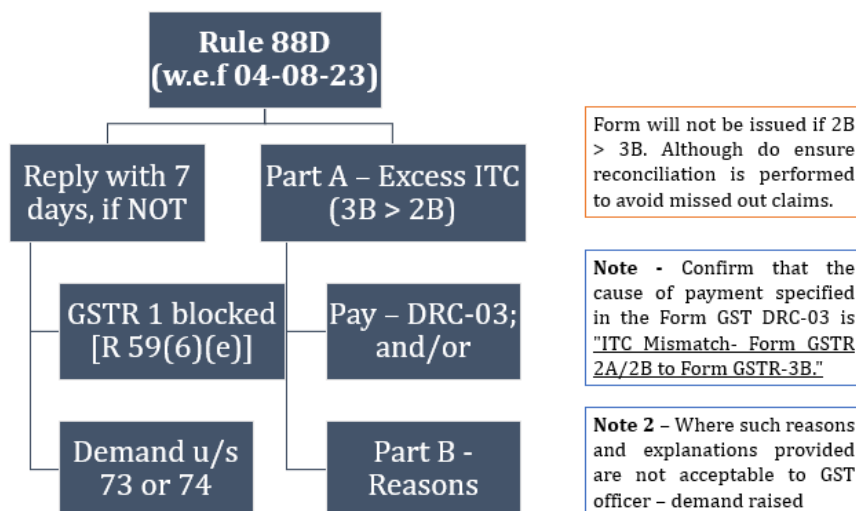 Rule 88D
(w.e.f 04-08-23)
Reply with 7
days, if NOT
GSTR 1 blocked
[R 59(6)(e)]
Demand u/s
73 or 74
Part A – Excess ITC
(3B > 2B)
Pay – DRC-03;
and/or
Part B -
Reasons
Form will not be issued if 2B
> 3B. Although do ensure
reconciliation is performed
to avoid missed out claims.
Note - Confirm that the
cause of payment specified
in the Form GST DRC-03 is
"ITC Mismatch- Form GSTR
2A/2B to Form GSTR-3B."
Note 2 – Where such reasons
and explanations provided
are not acceptable to GST
officer – demand raised